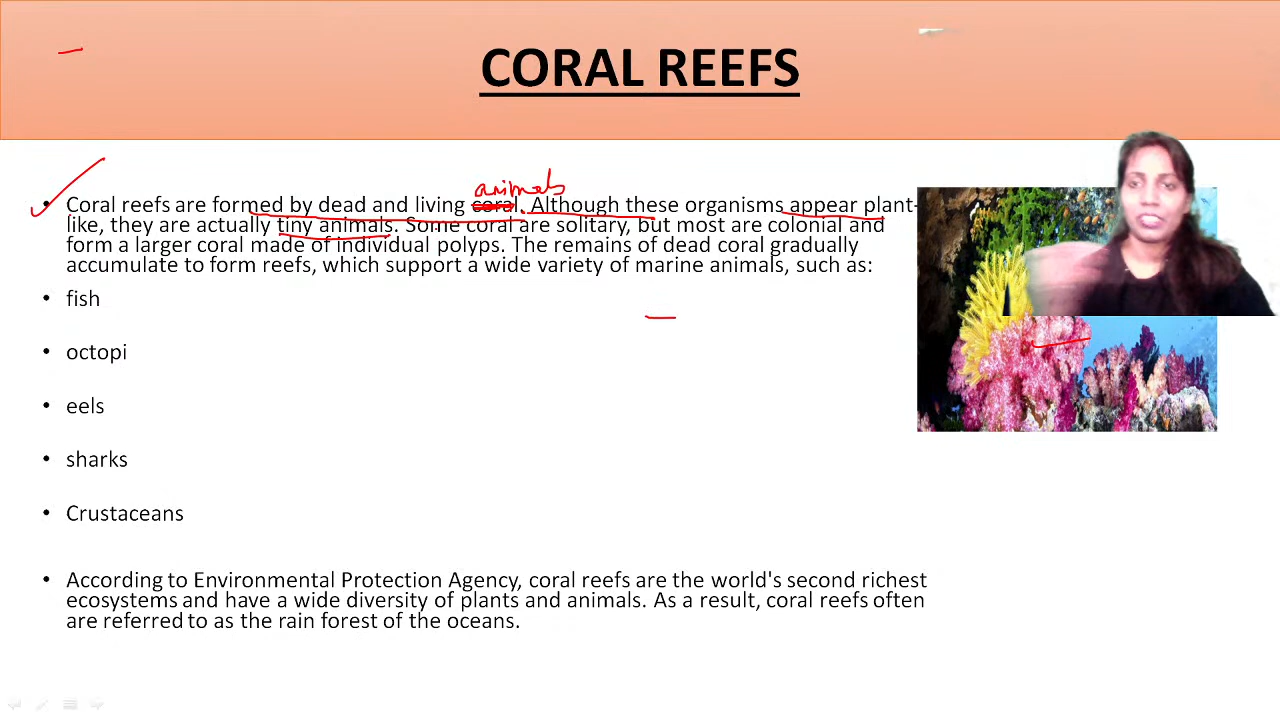 CORAL REEFS
animals
• Coral reefs are formed by dead and living coral. Although these organisms appear plant-
like, they are actually tiny animals. Some coral are solitary, but most are colonial and
form a larger coral made of individual polyps. The remains of dead coral gradually
accumulate to form reefs, which support a wide variety of marine animals, such as:
• fish
• octopi
• eels
• sharks
• Crustaceans
• According to Environmental Protection Agency, coral reefs are the world's second richest
ecosystems and have a wide diversity of plants and animals. As a result, coral reefs often
are referred to as the rain forest of the oceans.